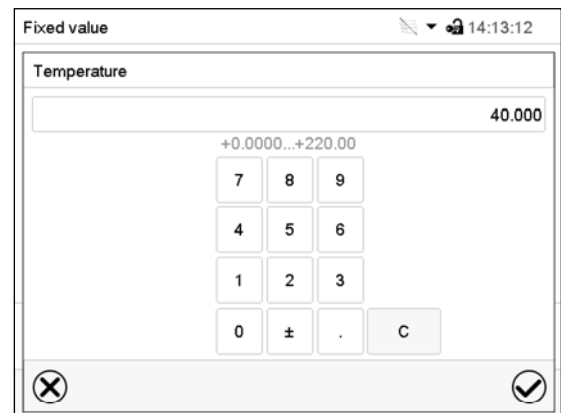 Fixed value 14:13:12
Temperature
40.000
+0.0000...+220.00
7 8 9
4 5 6
1 2 3
0 ± . C